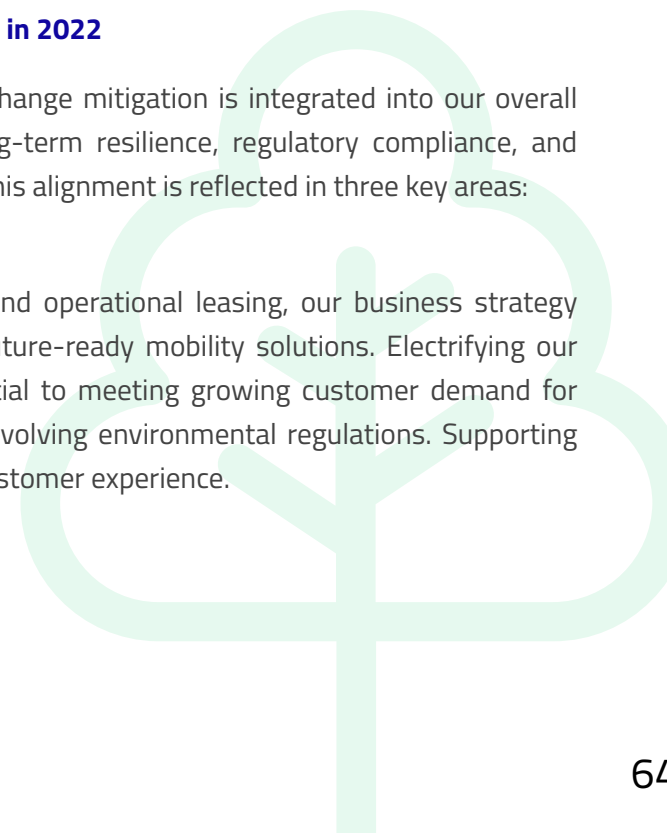 in 2022
hange mitigation is integrated into our overall
g-term resilience, regulatory compliance, and
his alignment is reflected in three key areas:
nd operational leasing, our business strategy
uture-ready mobility solutions. Electrifying our
tial to meeting growing customer demand for
volving environmental regulations. Supporting
stomer experience.
64